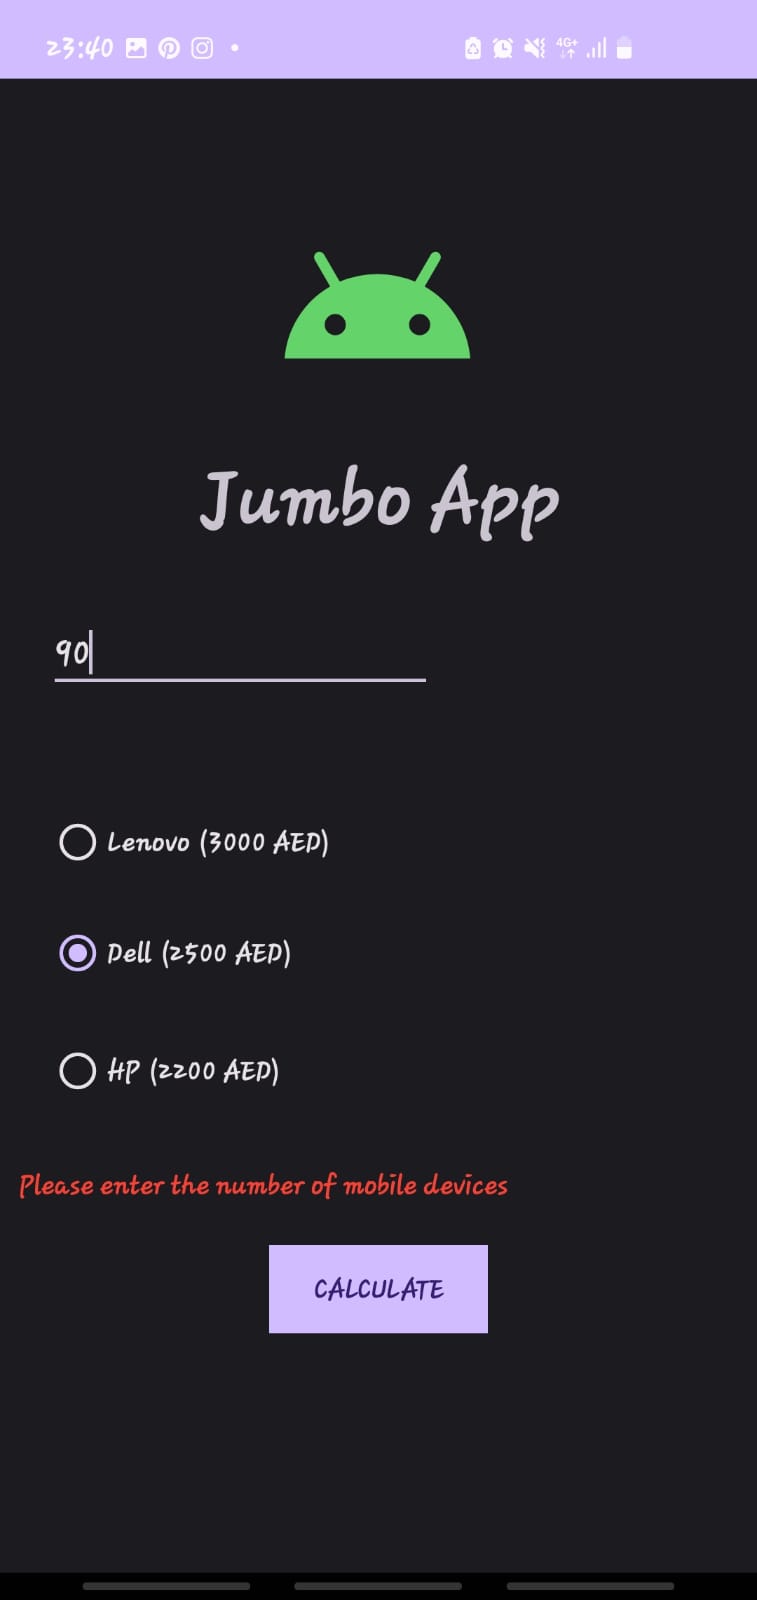 23:40
4G+
Jumbo App
90
Lenovo (3000 AED)
Dell (2500 AED)
HP (2200 AED)
Please enter the number of mobile devices
CALCULATE